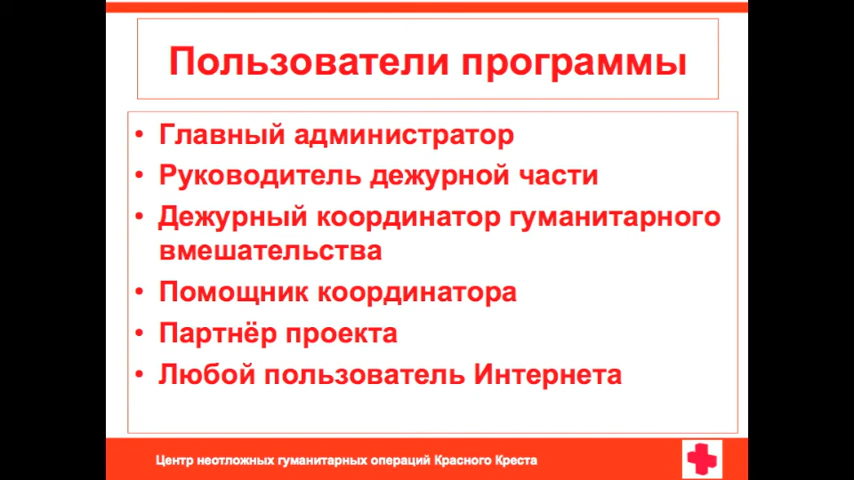 Пользователи программы
• Главный администратор
• Руководитель дежурной части
• Дежурный координатор гуманитарного
вмешательства
• Помощник координатора
• Партнёр проекта
• Любой пользователь Интернета
Центр неотложных гуманитарных операций Красного Креста